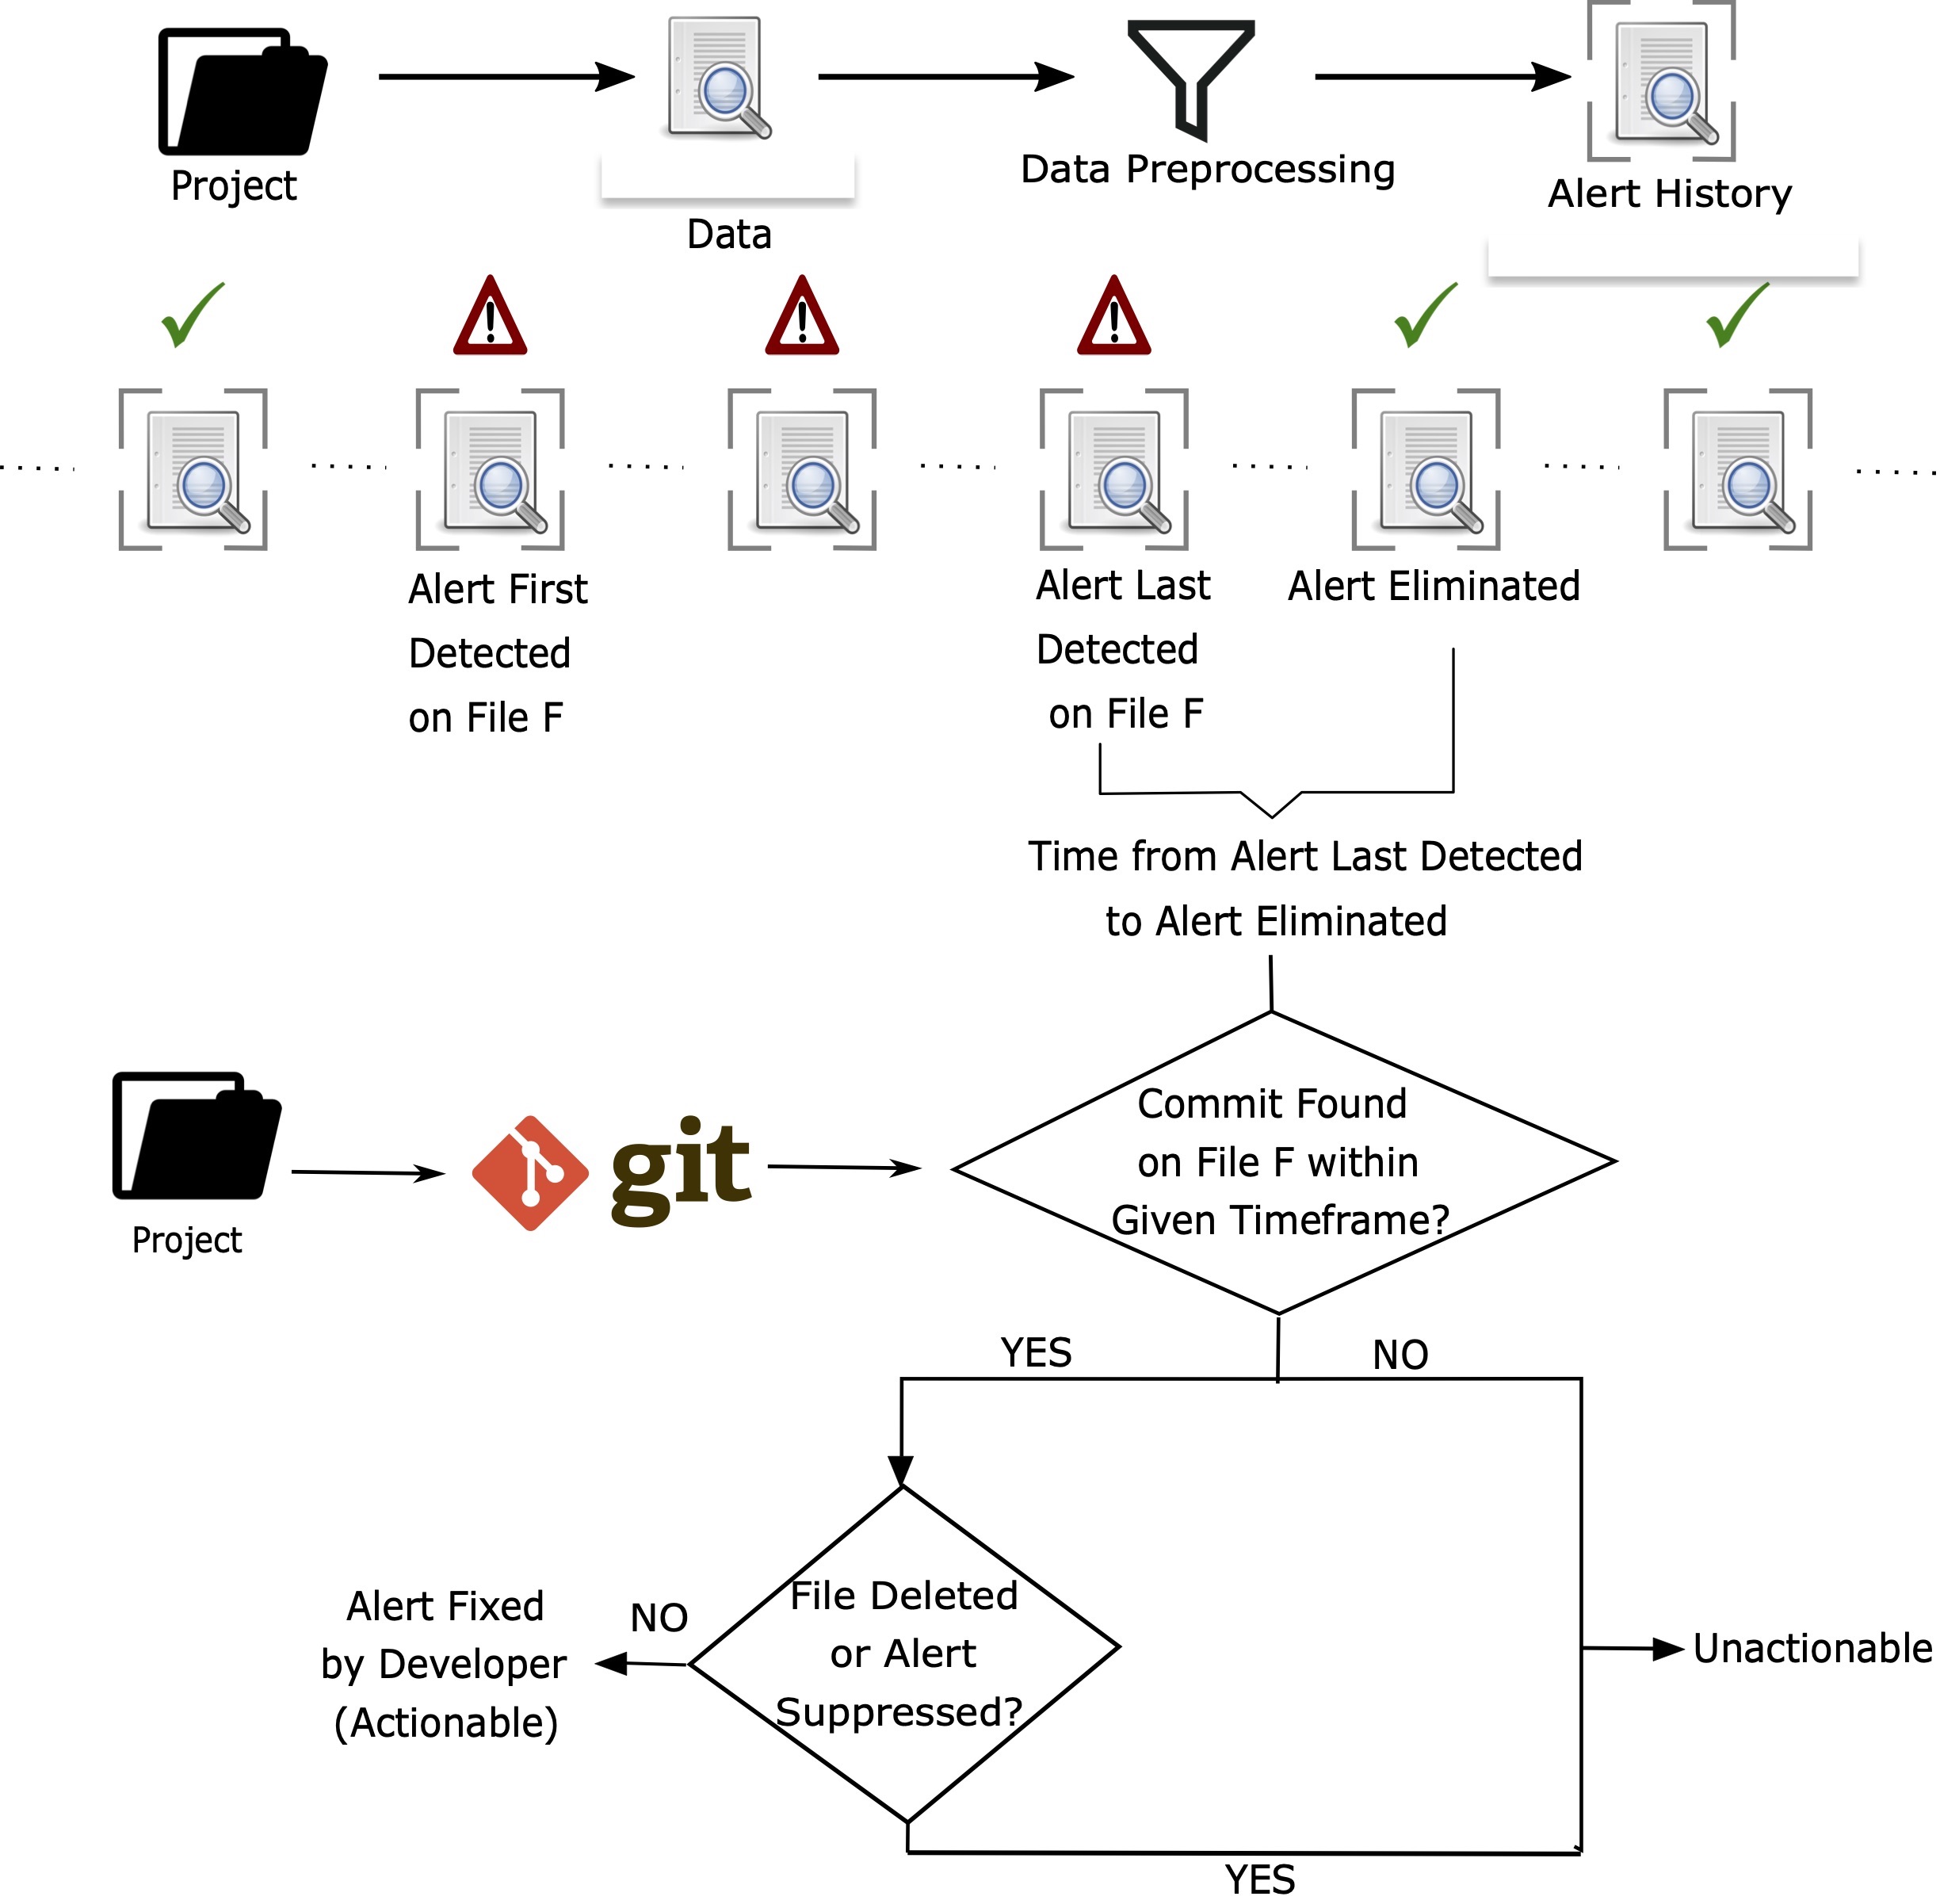 Project
Data
Data Preprocessing
Alert History
Alert First
Detected
on File F
Alert Last
Detected
on File F
Alert Eliminated
Time from Alert Last Detected
to Alert Eliminated
Project
git
Commit Found
on File F within
Given Timeframe?
YES
NO
File Deleted
or Alert
Suppressed?
NO
Alert Fixed
by Developer
(Actionable)
Unactionable
YES